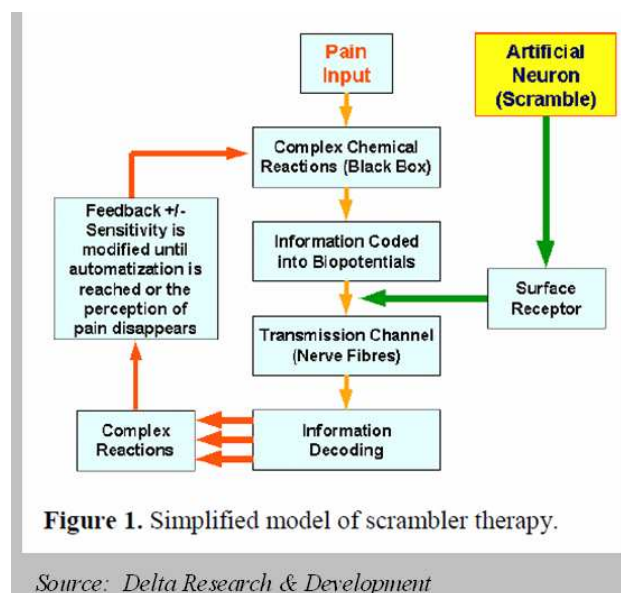 Pain
Input
Artificial
Neuron
(Scramble)
Complex Chemical
Reactions (Black Box)
Feedback +/-
Sensitivity is
modified until
automatization is
reached or the
perception of
pain disappears
Information Coded
into Biopotentials
Surface
Receptor
Transmission Channel
(Nerve Fibres)
Complex
Reactions
Information
Decoding
Figure 1. Simplified model of scrambler therapy.
Source: Delta Research & Development